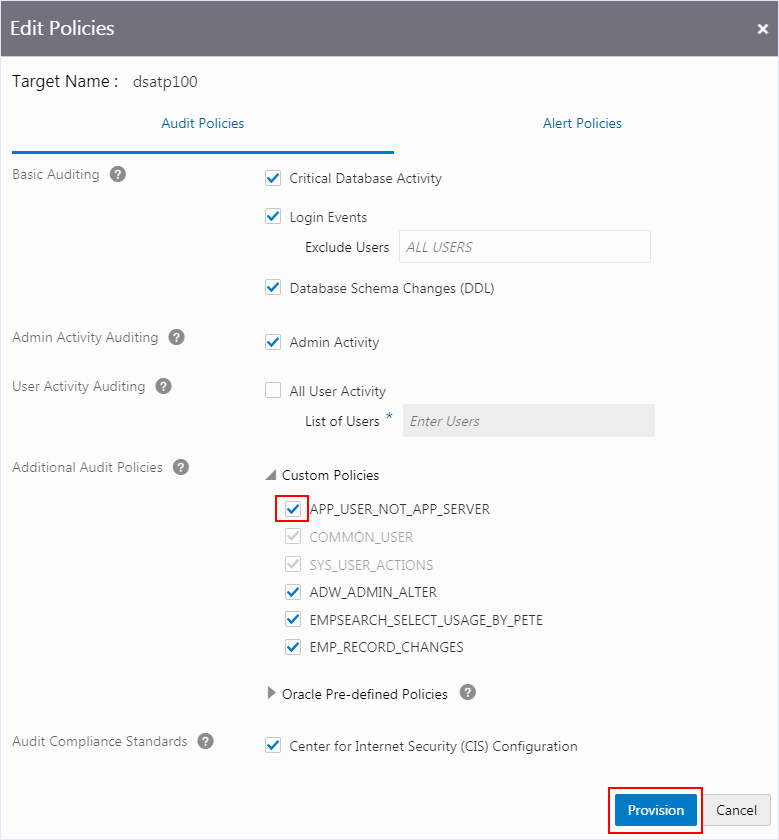 Edit Policies ×
Target Name : dsatp100
Audit Policies Alert Policies
Basic Auditing ? Critical Database Activity
Login Events
Exclude Users ALL USERS
Database Schema Changes (DDL)
Admin Activity Auditing ? Admin Activity
User Activity Auditing ? All User Activity
List of Users * Enter Users
Additional Audit Policies ? Custom Policies
APP_USER_NOT_APP_SERVER
COMMON_USER
SYS_USER_ACTIONS
ADW_ADMIN_ALTER
EMPSEARCH_SELECT_USAGE_BY_PETE
EMP_RECORD_CHANGES
Oracle Pre-defined Policies ?
Audit Compliance Standards ? Center for Internet Security (CIS) Configuration
Provision Cancel